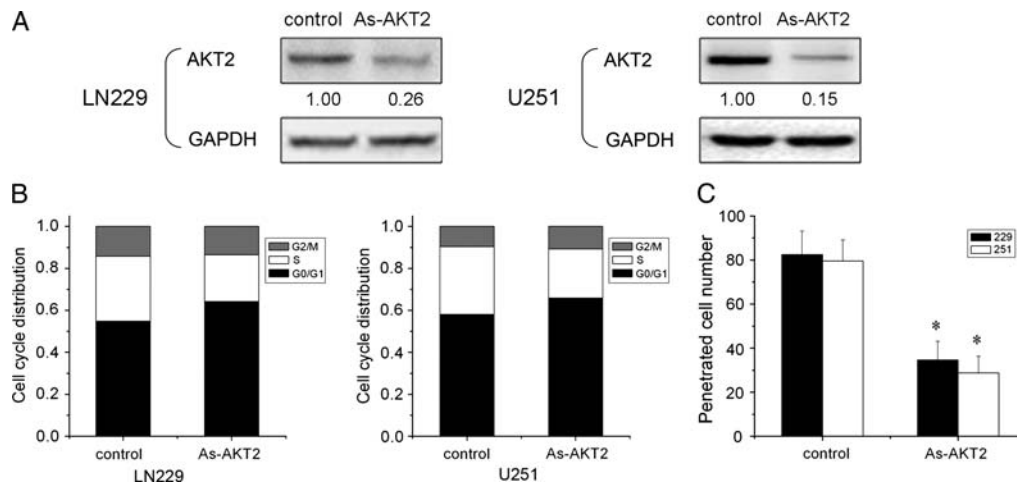 A
control As-AKT2
AKT2
1.00 0.26
LN229
GAPDH
control As-AKT2
AKT2
1.00 0.15
U251
GAPDH
B
Cell cycle distribution
1.0
0.8
0.6
0.4
0.2
0.0
G2/M
S
G0/G1
control As-AKT2
LN229
Cell cycle distribution
1.0
0.8
0.6
0.4
0.2
0.0
G2/M
S
G0/G1
control As-AKT2
U251
C
Penetrated cell number
100
80
60
40
20
0
229
251
* *
control As-AKT2